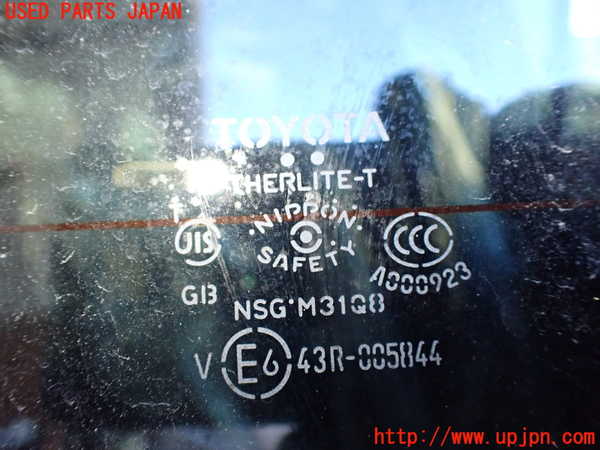 USED PARTS JAPAN
TOYOTA
HERLITE-T
JIS
NIPPON
SAFETY
CCC
A000923
GB
NSG M31Q8
V E6 43R-005844
http://www.upjpn.com/